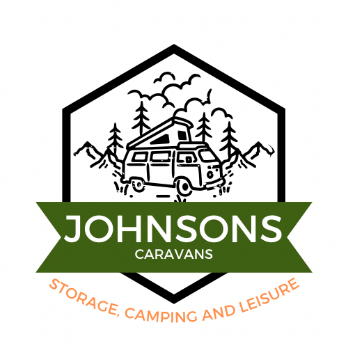 JOHNSONS
CARAVANS
STORAGE, CAMPING AND LEISURE